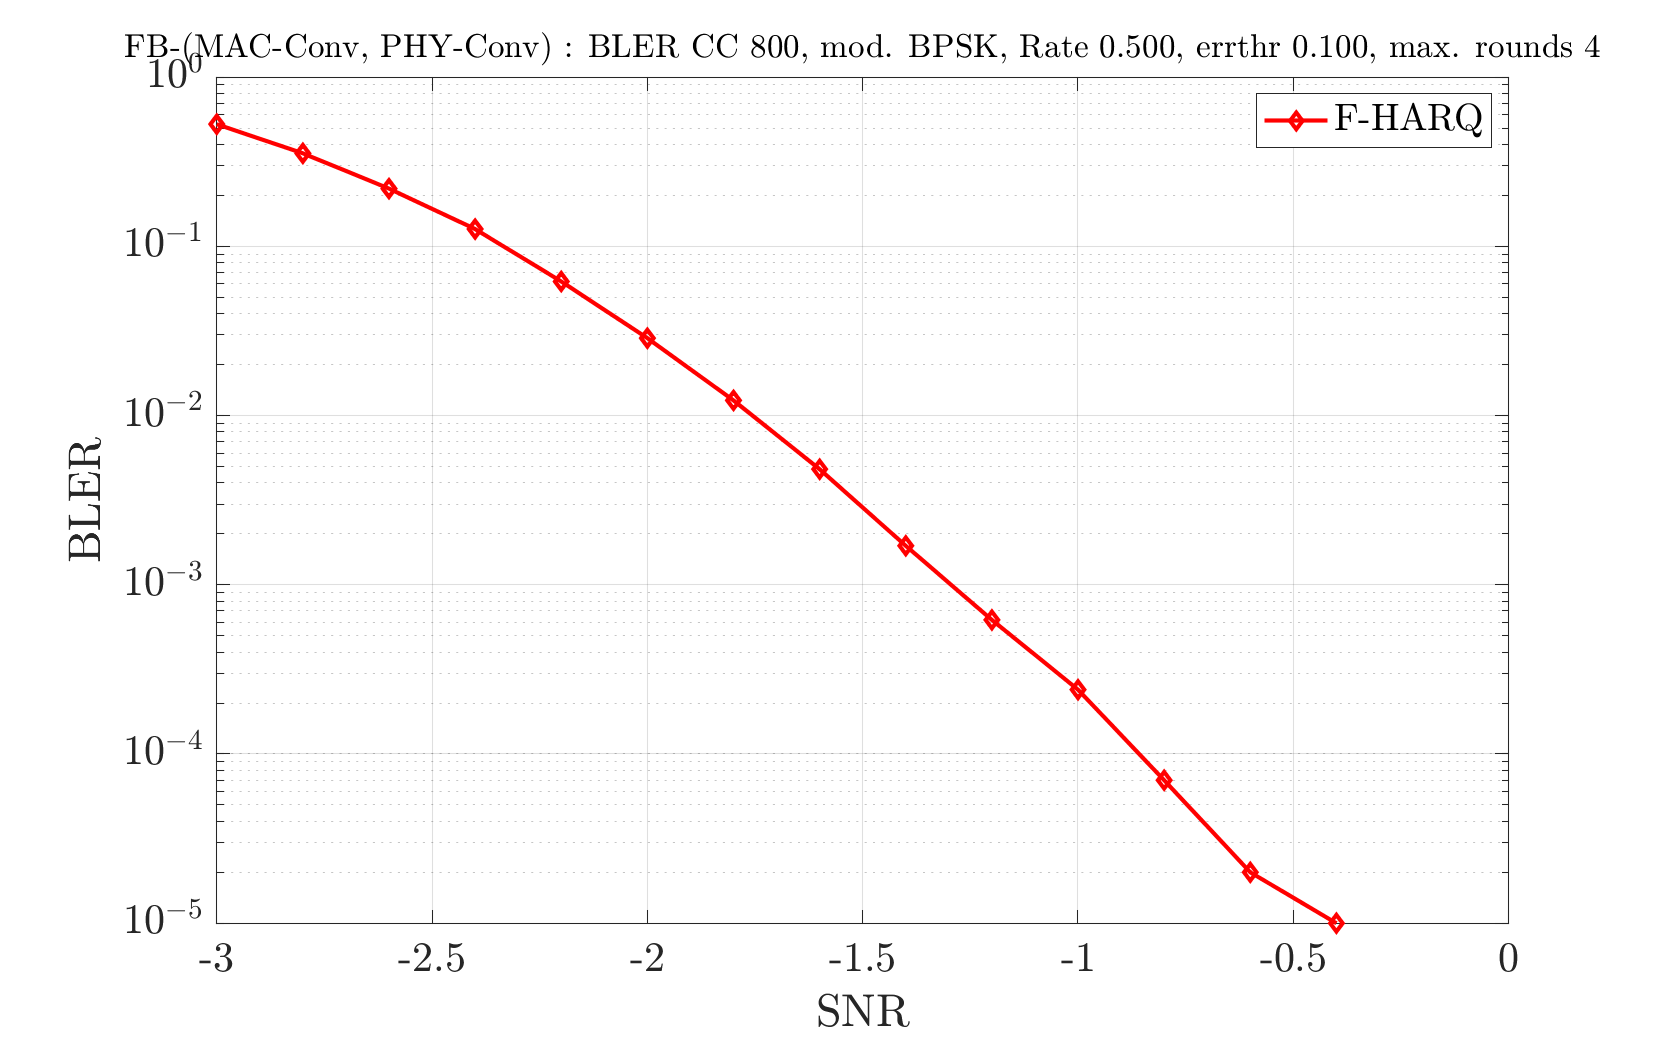 FB-(MAC-Conv, PHY-Conv) : BLER CC 800, mod. BPSK, Rate 0.500, errthr 0.100, max. rounds 4
10^0
F-HARQ
10^-1
10^-2
BLER
10^-3
10^-4
10^-5
-3 -2.5 -2 -1.5 -1 -0.5 0
SNR